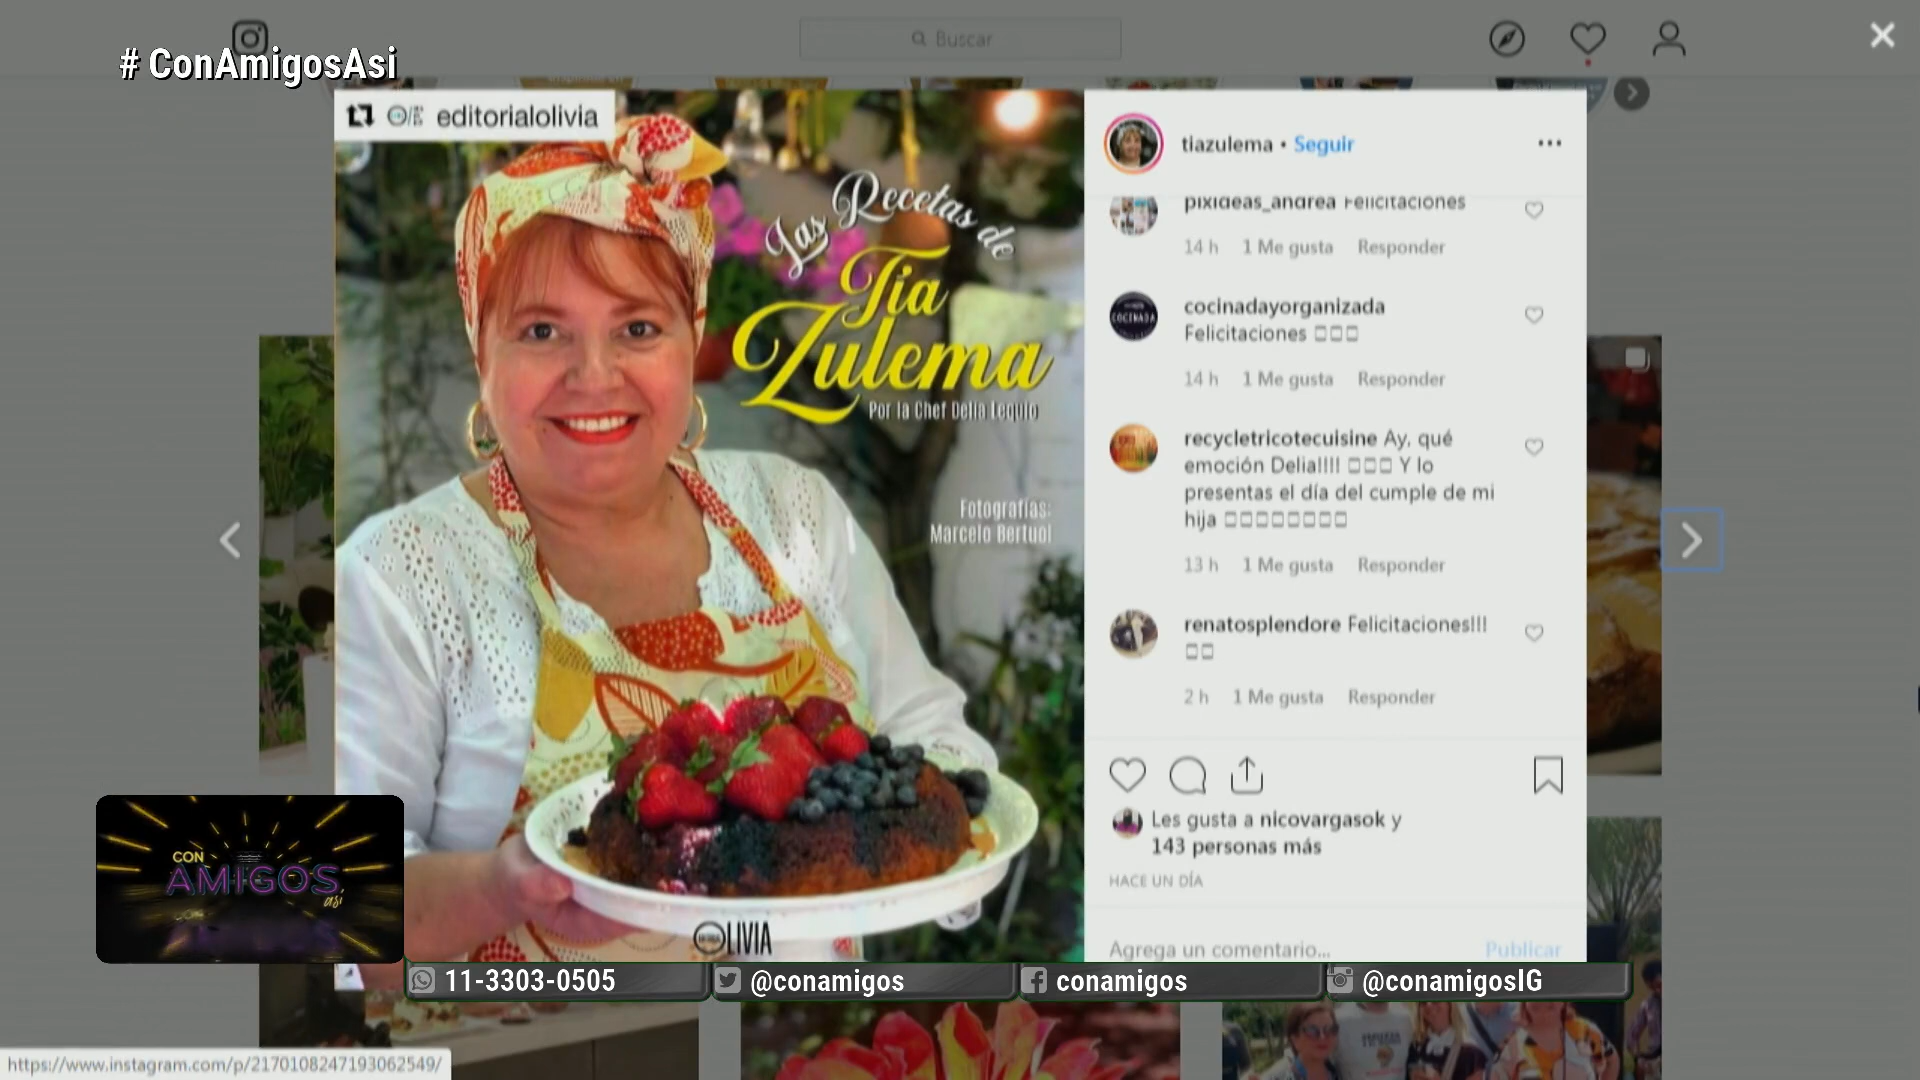 # ConAmigosAsi
Buscar
editorialolivia
Las Recetas de
Tia
Zulema
Por la Chef Delia Lequio
Fotografías:
Marcelo Bertuol
OLIVIA
tiazulema • Seguir
pixideas_andrea Felicitaciones
14 h 1 Me gusta Responder
COCINADA
cocinadayorganizada
Felicitaciones
14 h 1 Me gusta Responder
recycletricotecuisine Ay, qué
emoción Delia!!!! Y lo
presentas el día del cumple de mi
hija
13 h 1 Me gusta Responder
renatosplendore Felicitaciones!!!
2 h 1 Me gusta Responder
Les gusta a nicovargasok y
143 personas más
HACE UN DÍA
Agrega un comentario... Publicar
CON
AMIGOS
asi
11-3303-0505 @conamigos conamigos @conamigosIG
https://www.instagram.com/p/2170108247193062549/